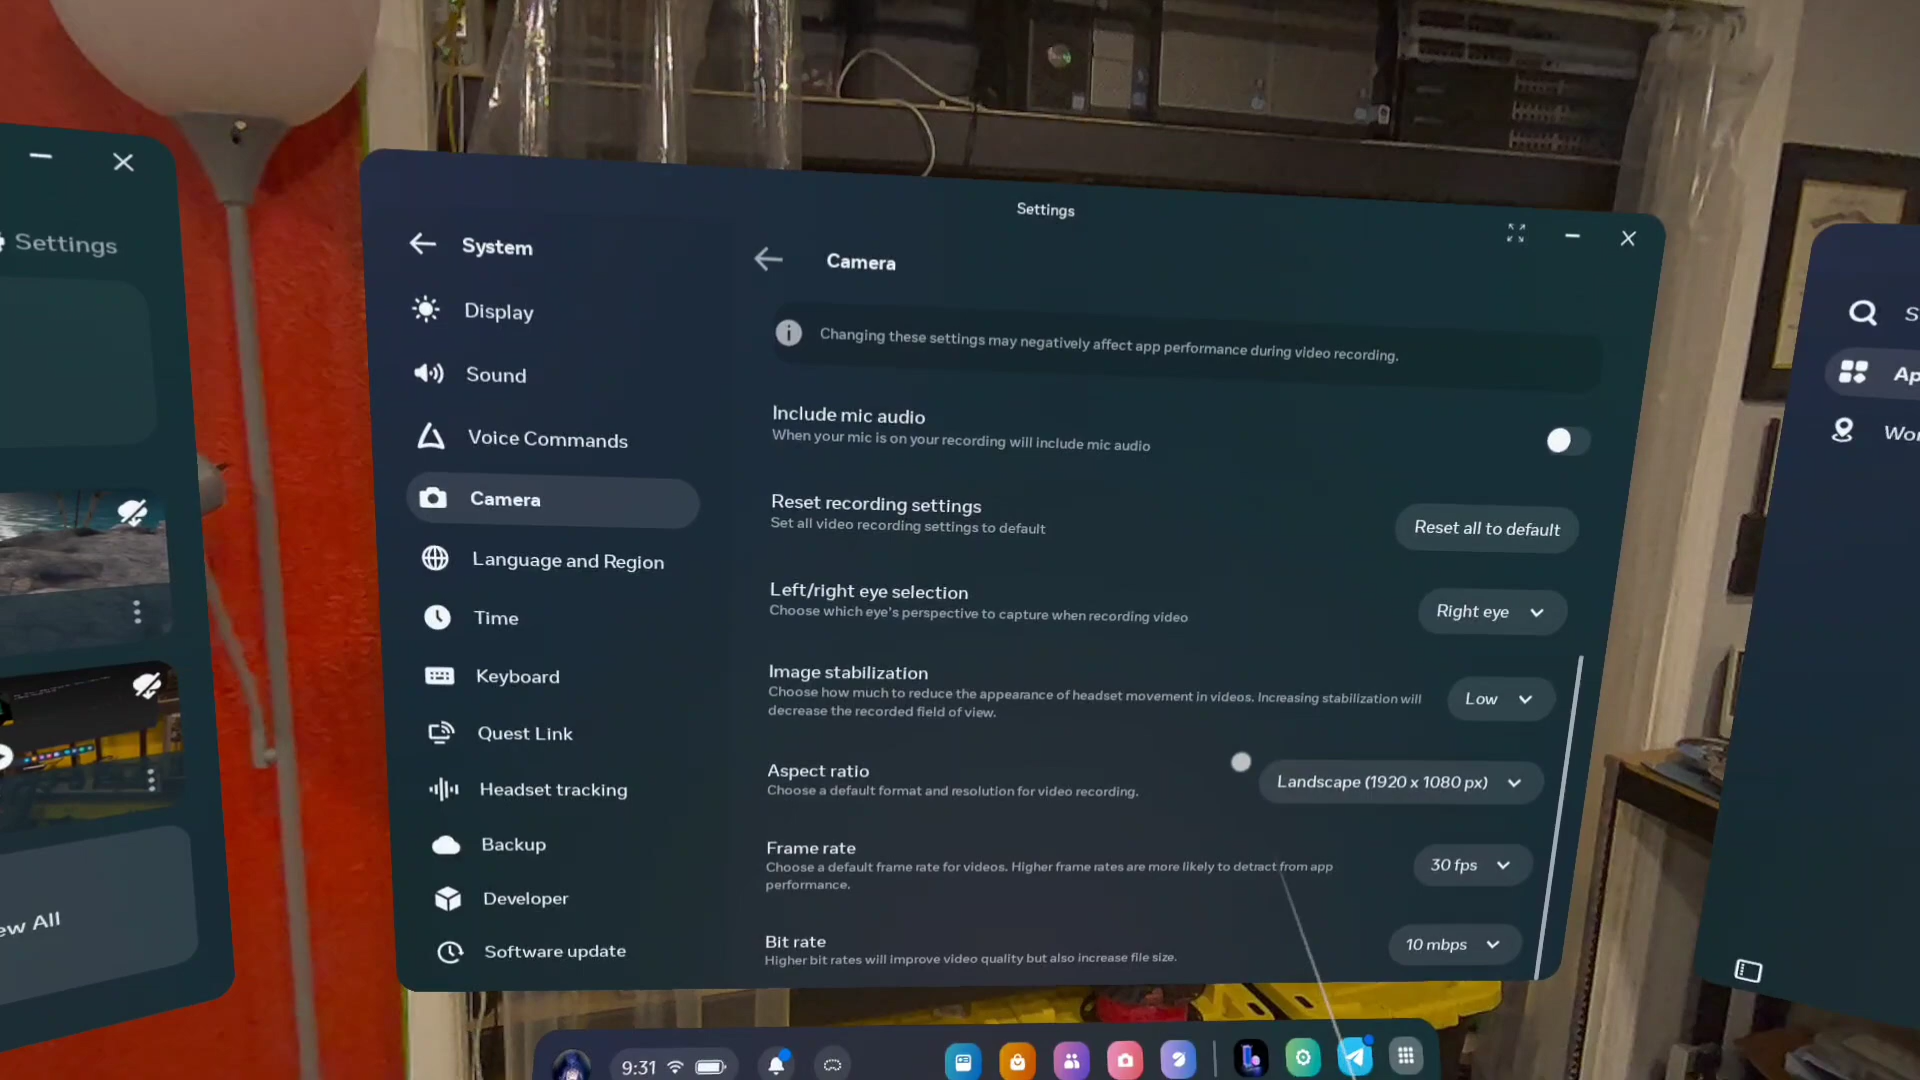 Settings
ew All
Settings
System
Display
Sound
Voice Commands
Camera
Language and Region
Time
Keyboard
Quest Link
Headset tracking
Backup
Developer
Software update
Camera
Changing these settings may negatively affect app performance during video recording.
Include mic audio
When your mic is on your recording will include mic audio
Reset recording settings
Set all video recording settings to default
Reset all to default
Left/right eye selection
Choose which eye's perspective to capture when recording video
Right eye
Image stabilization
Choose how much to reduce the appearance of headset movement in videos. Increasing stabilization will
decrease the recorded field of view.
Low
Aspect ratio
Choose a default format and resolution for video recording.
Landscape (1920 x 1080 px)
Frame rate
Choose a default frame rate for videos. Higher frame rates are more likely to detract from app
performance.
30 fps
Bit rate
Higher bit rates will improve video quality but also increase file size.
10 mbps
S
Ap
Wor
9:31